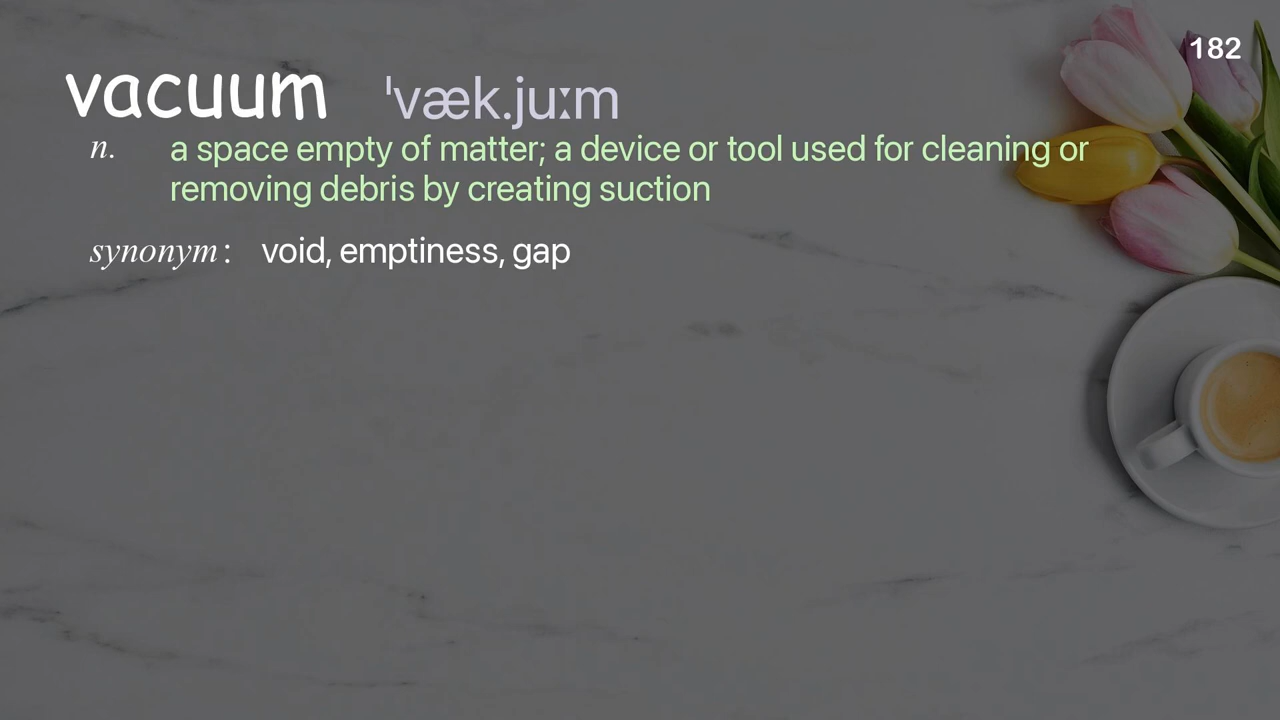 182
vacuum ˈvæk.juːm
n. a space empty of matter; a device or tool used for cleaning or
removing debris by creating suction
synonym: void, emptiness, gap